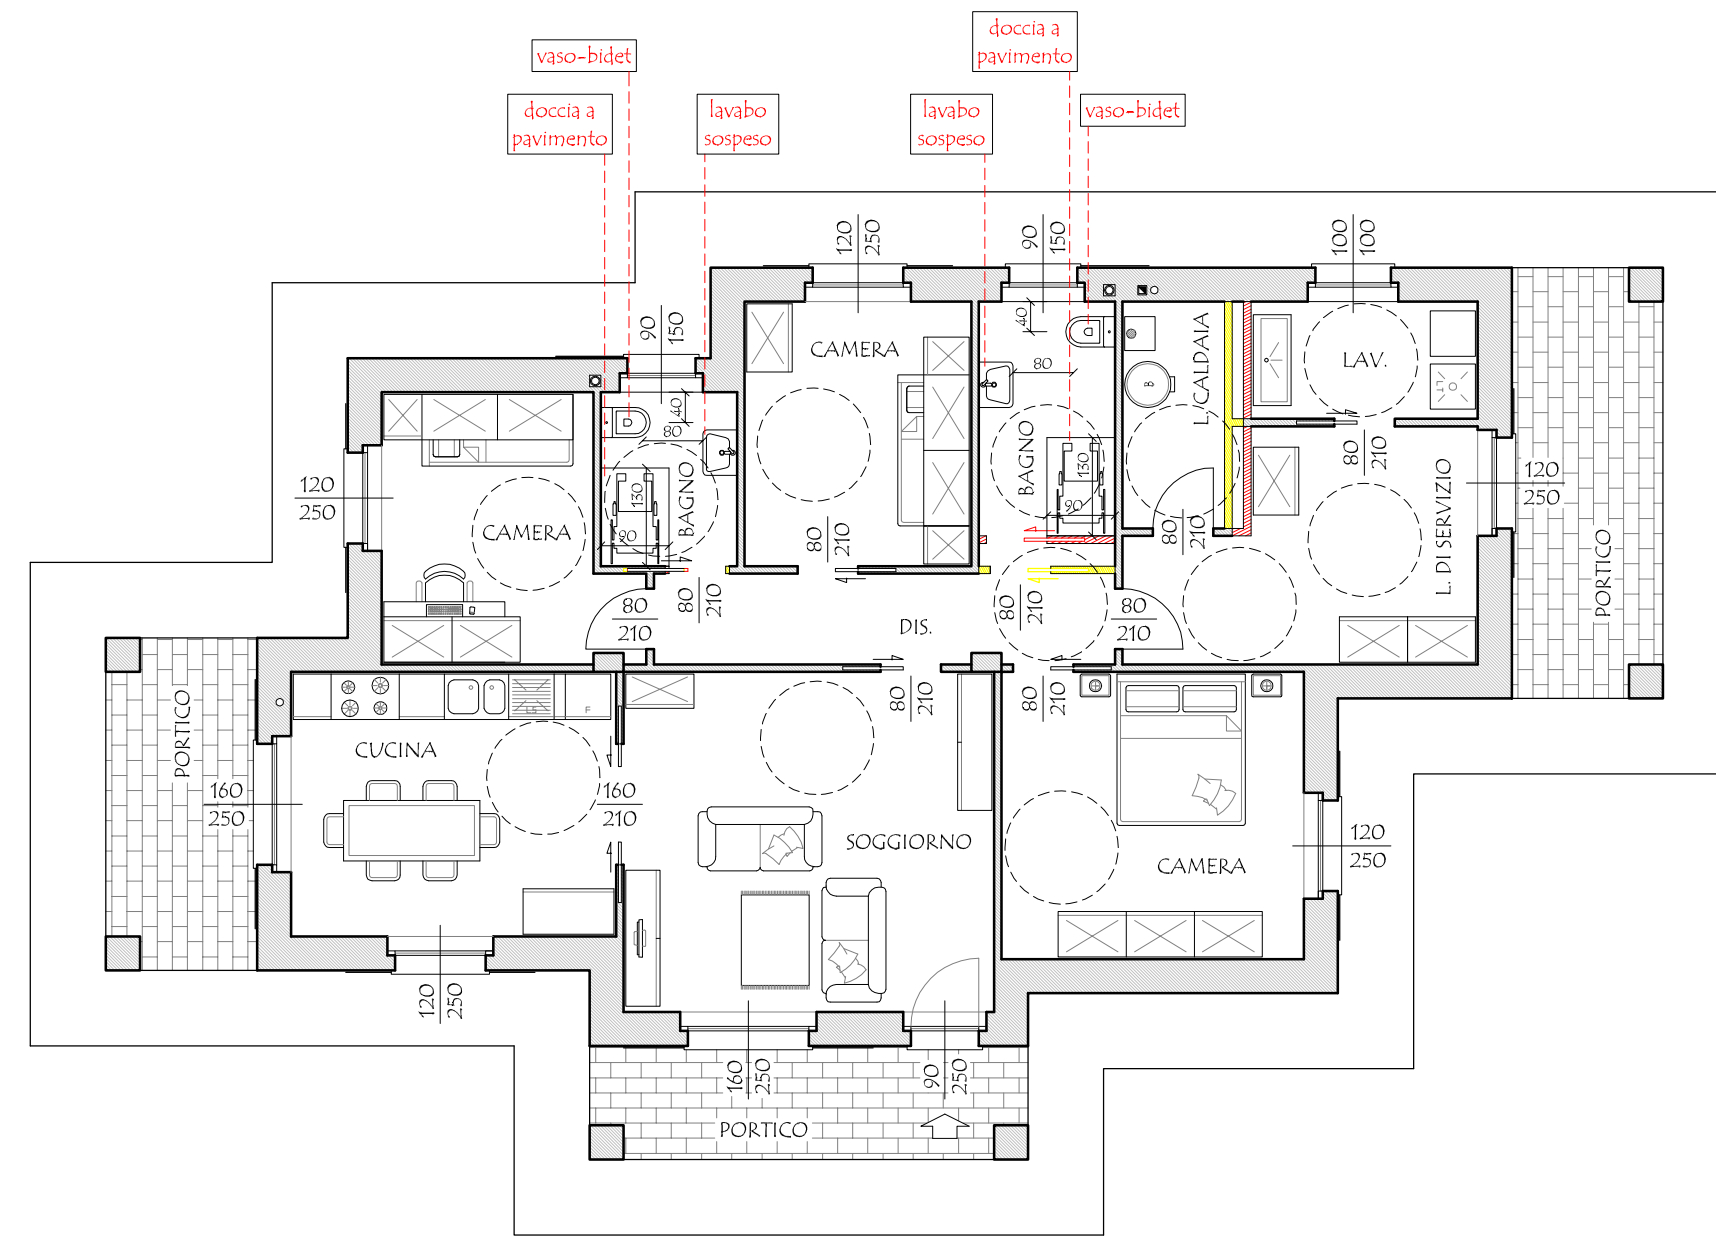 doccia a
pavimento
vaso-bidet
doccia a
pavimento
lavabo
sospeso
lavabo
sospeso
vaso-bidet
120
250
90
150
100
100
90
150
40
80
CAMERA
L. CALDAIA
LAV.
LT
B
40
80
BAGNO
130
90
BAGNO
130
90
120
250
CAMERA
80
210
80
210
80
210
L. DI SERVIZIO
120
250
PORTICO
80
210
80
210
DIS.
80
210
80
210
80
210
80
210
PORTICO
CUCINA
LS
F
160
250
160
210
SOGGIORNO
CAMERA
120
250
120
250
160
250
90
250
PORTICO